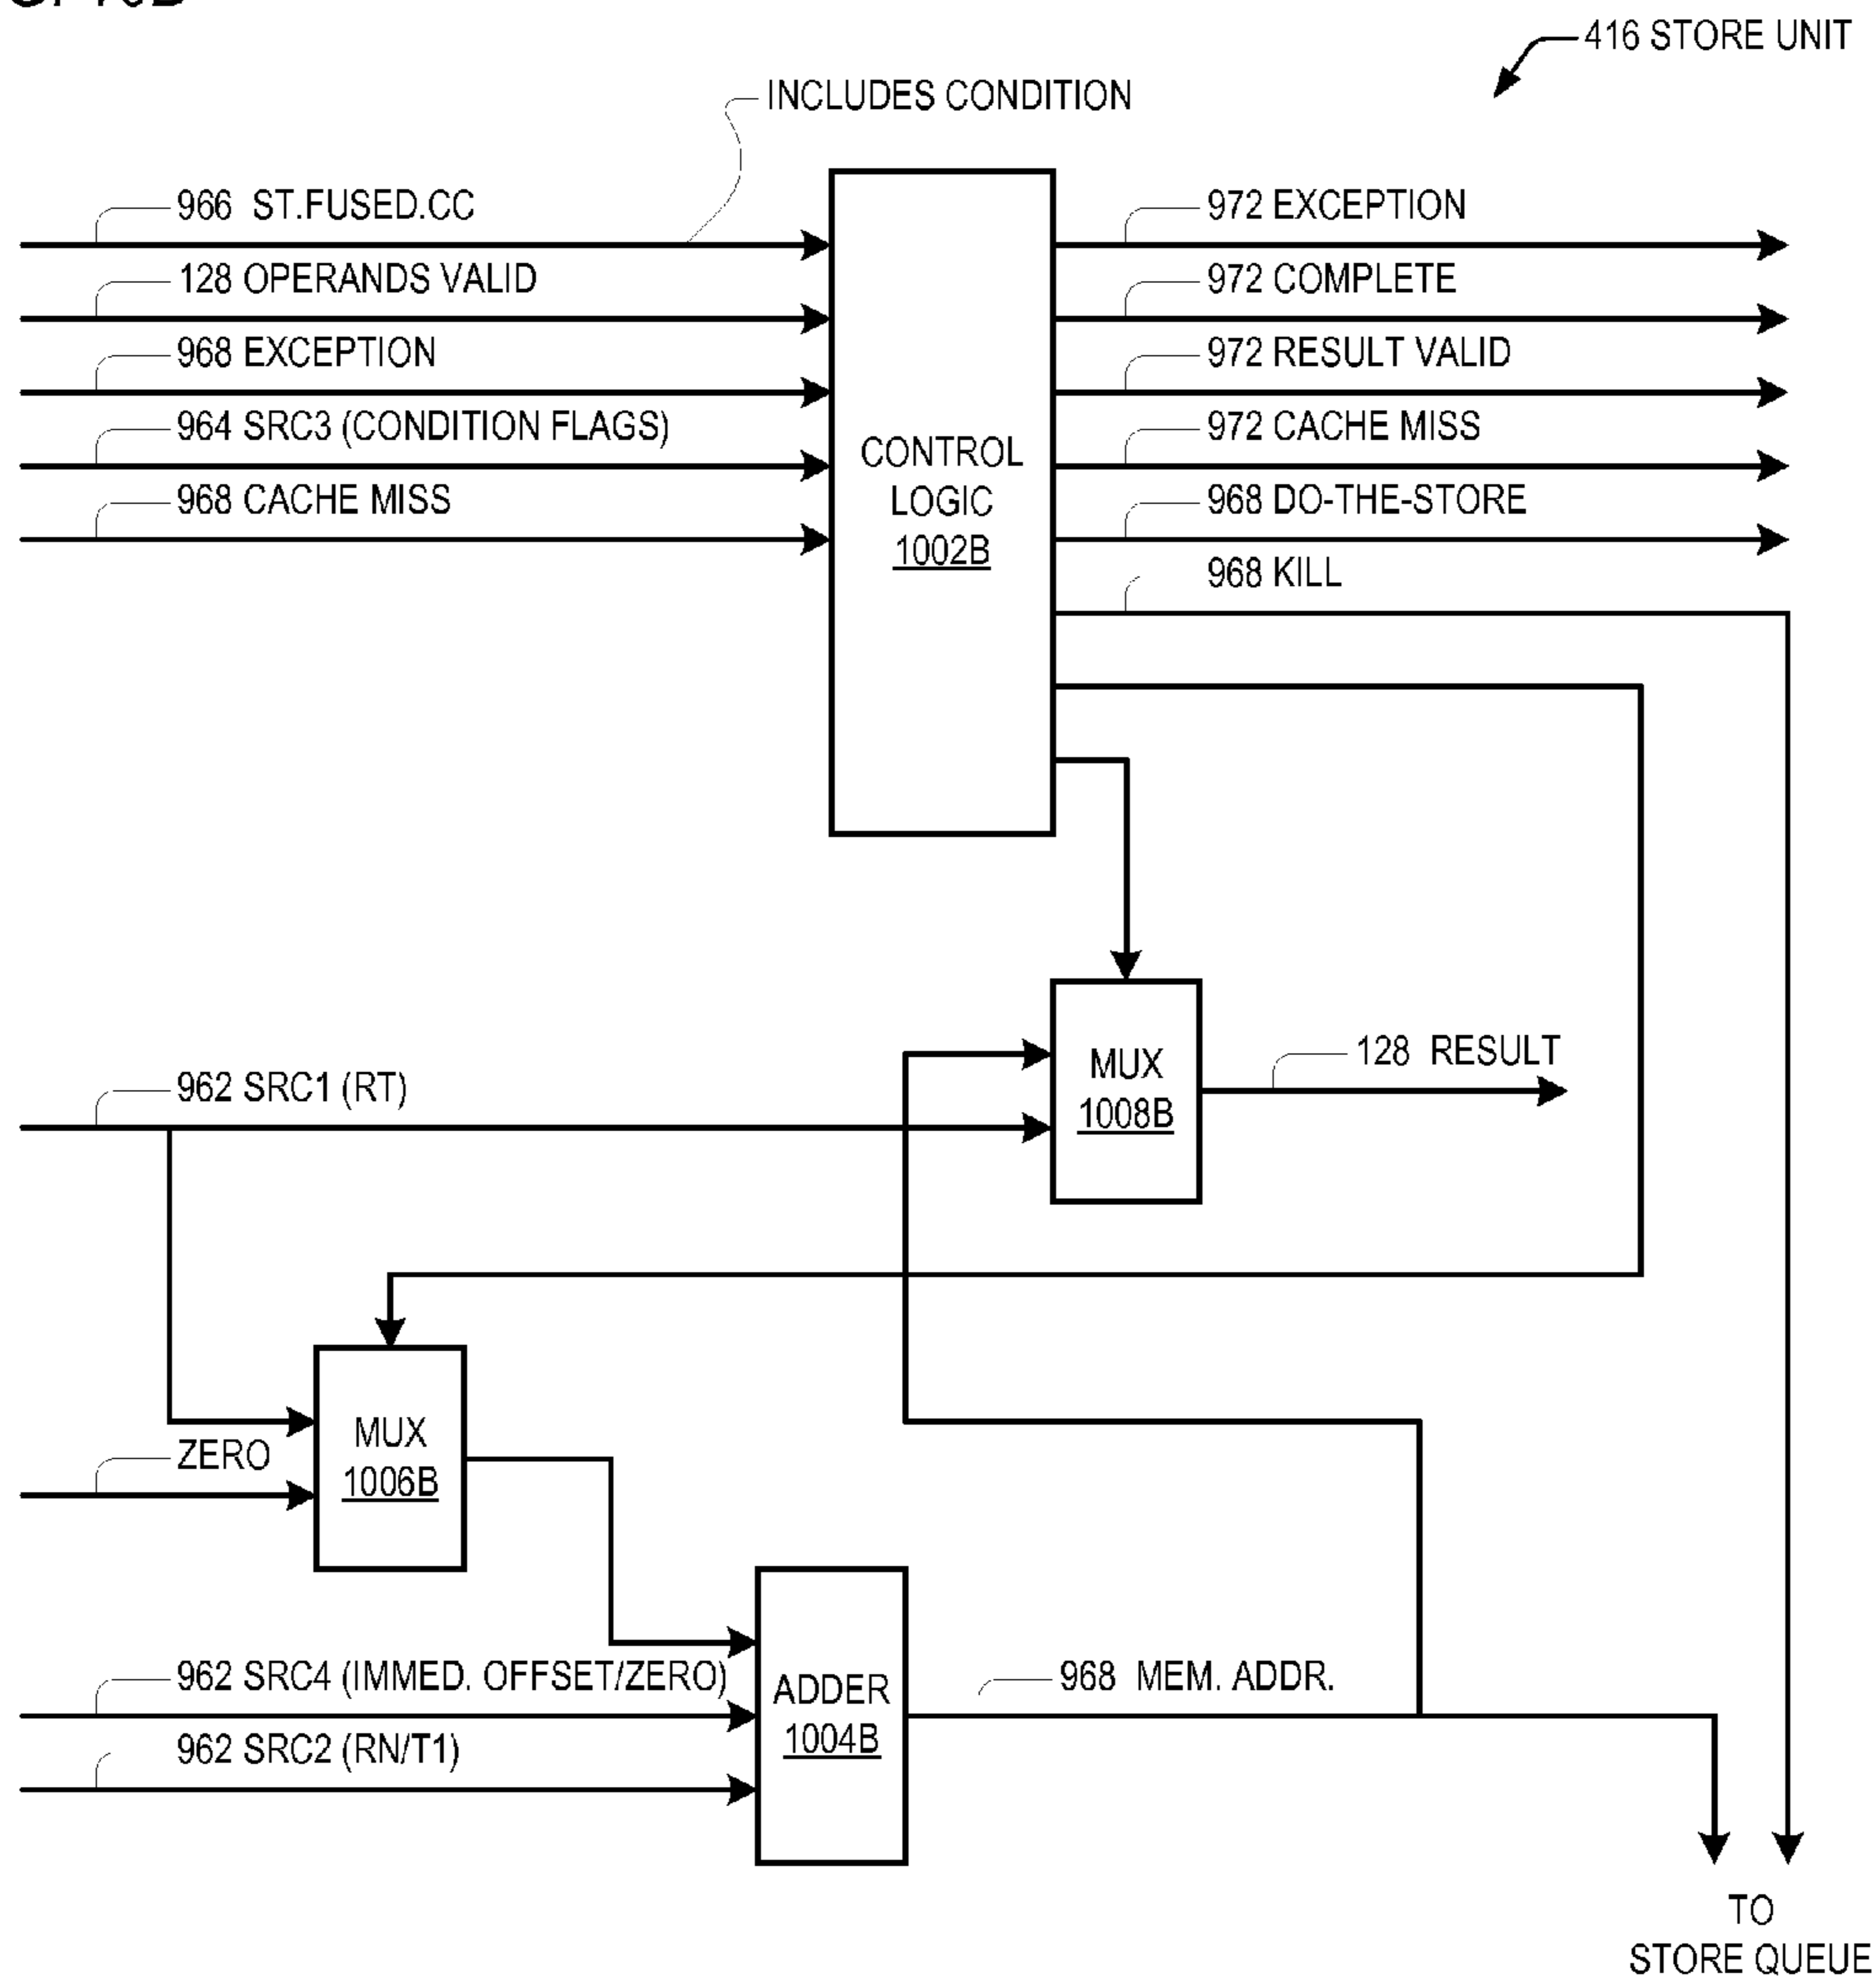 416 STORE UNIT
INCLUDES CONDITION
966 ST.FUSED.CC
128 OPERANDS VALID
968 EXCEPTION
964 SRC3 (CONDITION FLAGS)
968 CACHE MISS
CONTROL
LOGIC
1002B
972 EXCEPTION
972 COMPLETE
972 RESULT VALID
972 CACHE MISS
968 DO-THE-STORE
968 KILL
962 SRC1 (RT)
MUX
1008B
128 RESULT
ZERO
MUX
1006B
962 SRC4 (IMMED. OFFSET/ZERO)
962 SRC2 (RN/T1)
ADDER
1004B
968 MEM. ADDR.
TO
STORE QUEUE